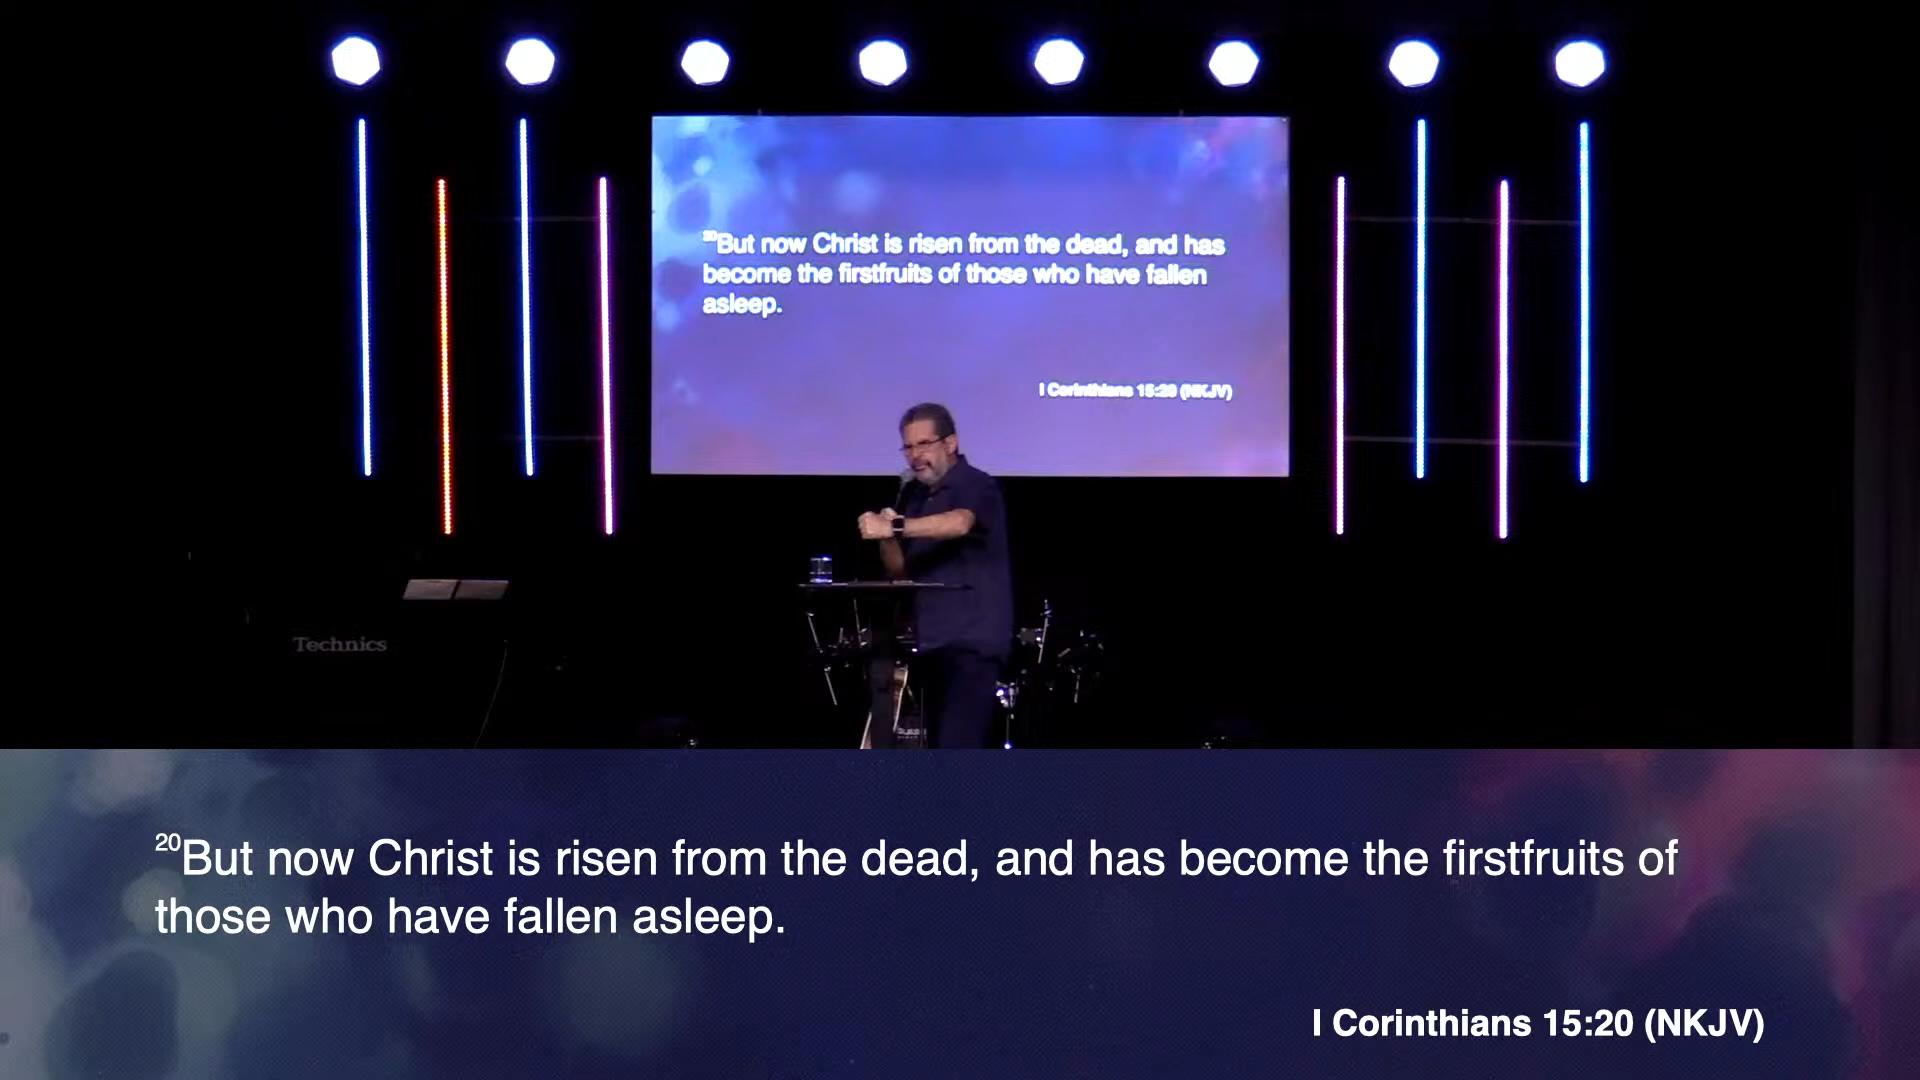 20But now Christ is risen from the dead, and has
become the firstfruits of those who have fallen
asleep.
I Corinthians 15:20 (NKJV)
Technics
20But now Christ is risen from the dead, and has become the firstfruits of
those who have fallen asleep.
I Corinthians 15:20 (NKJV)